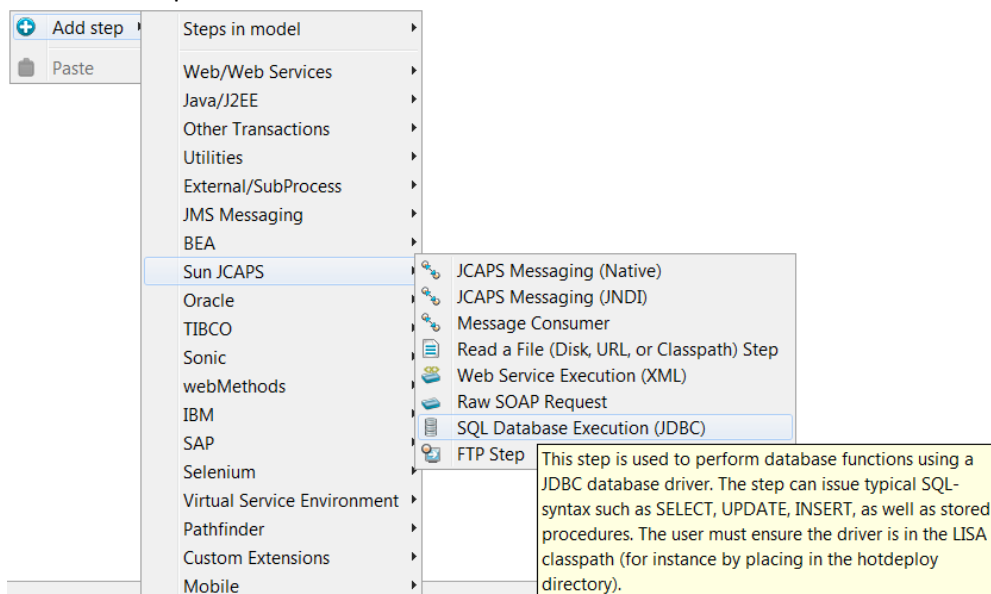 Add step
Paste
Steps in model
Web/Web Services
Java/J2EE
Other Transactions
Utilities
External/SubProcess
JMS Messaging
BEA
Sun JCAPS
Oracle
TIBCO
Sonic
webMethods
IBM
SAP
Selenium
Virtual Service Environment
Pathfinder
Custom Extensions
Mobile
JCAPS Messaging (Native)
JCAPS Messaging (JNDI)
Message Consumer
Read a File (Disk, URL, or Classpath) Step
Web Service Execution (XML)
Raw SOAP Request
SQL Database Execution (JDBC)
FTP Step
This step is used to perform database functions using a
JDBC database driver. The step can issue typical SQL-
syntax such as SELECT, UPDATE, INSERT, as well as stored
procedures. The user must ensure the driver is in the LISA
classpath (for instance by placing in the hotdeploy
directory).